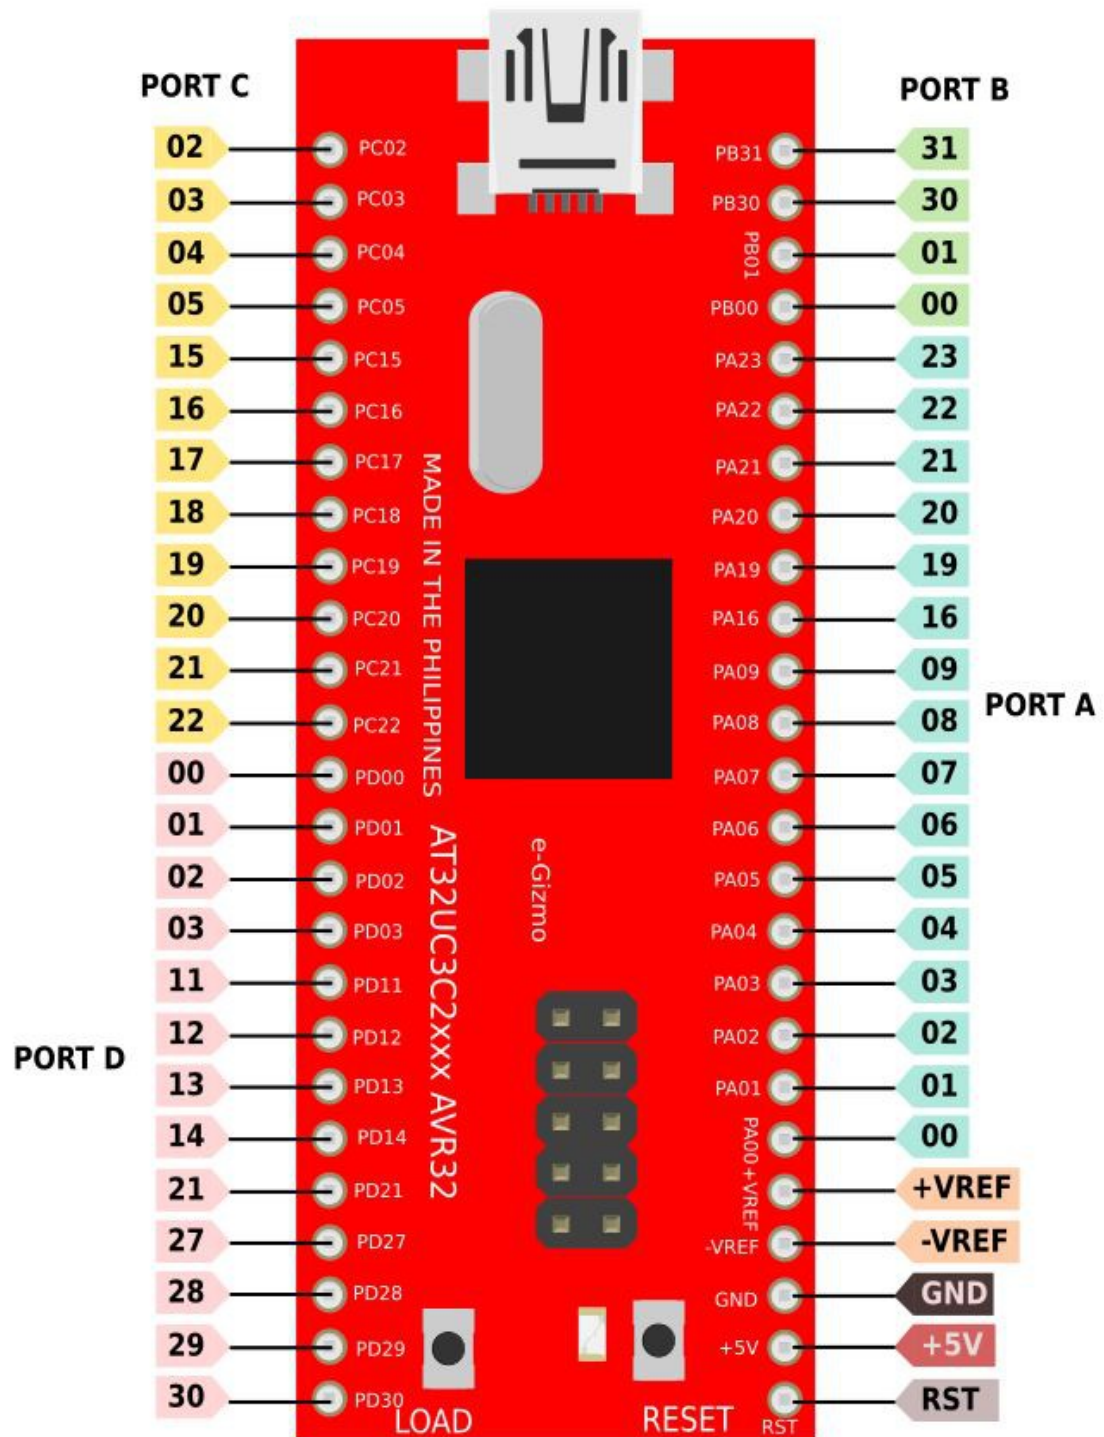 PORT C
PORT B
02 PC02 PB31 31
03 PC03 PB30 30
04 PC04 PB01 01
05 PC05 PB00 00
15 PC15 PA23 23
16 PC16 PA22 22
17 PC17 PA21 21
18 PC18 PA20 20
19 PC19 PA19 19
20 PC20 PA16 16
21 PC21 PA09 09
22 PC22 PA08 08
PORT A
00 PD00 PA07 07
01 PD01 PA06 06
02 PD02 PA05 05
03 PD03 PA04 04
11 PD11 PA03 03
12 PD12 PA02 02
PORT D
13 PD13 PA01 01
14 PD14 PA00 00
21 PD21 +VREF +VREF
27 PD27 -VREF -VREF
28 PD28 GND GND
29 PD29 +5V +5V
30 PD30 RST RST
MADE IN THE PHILIPPINES
AT32UC3C2xxx AVR32
e-Gizmo
LOAD
RESET